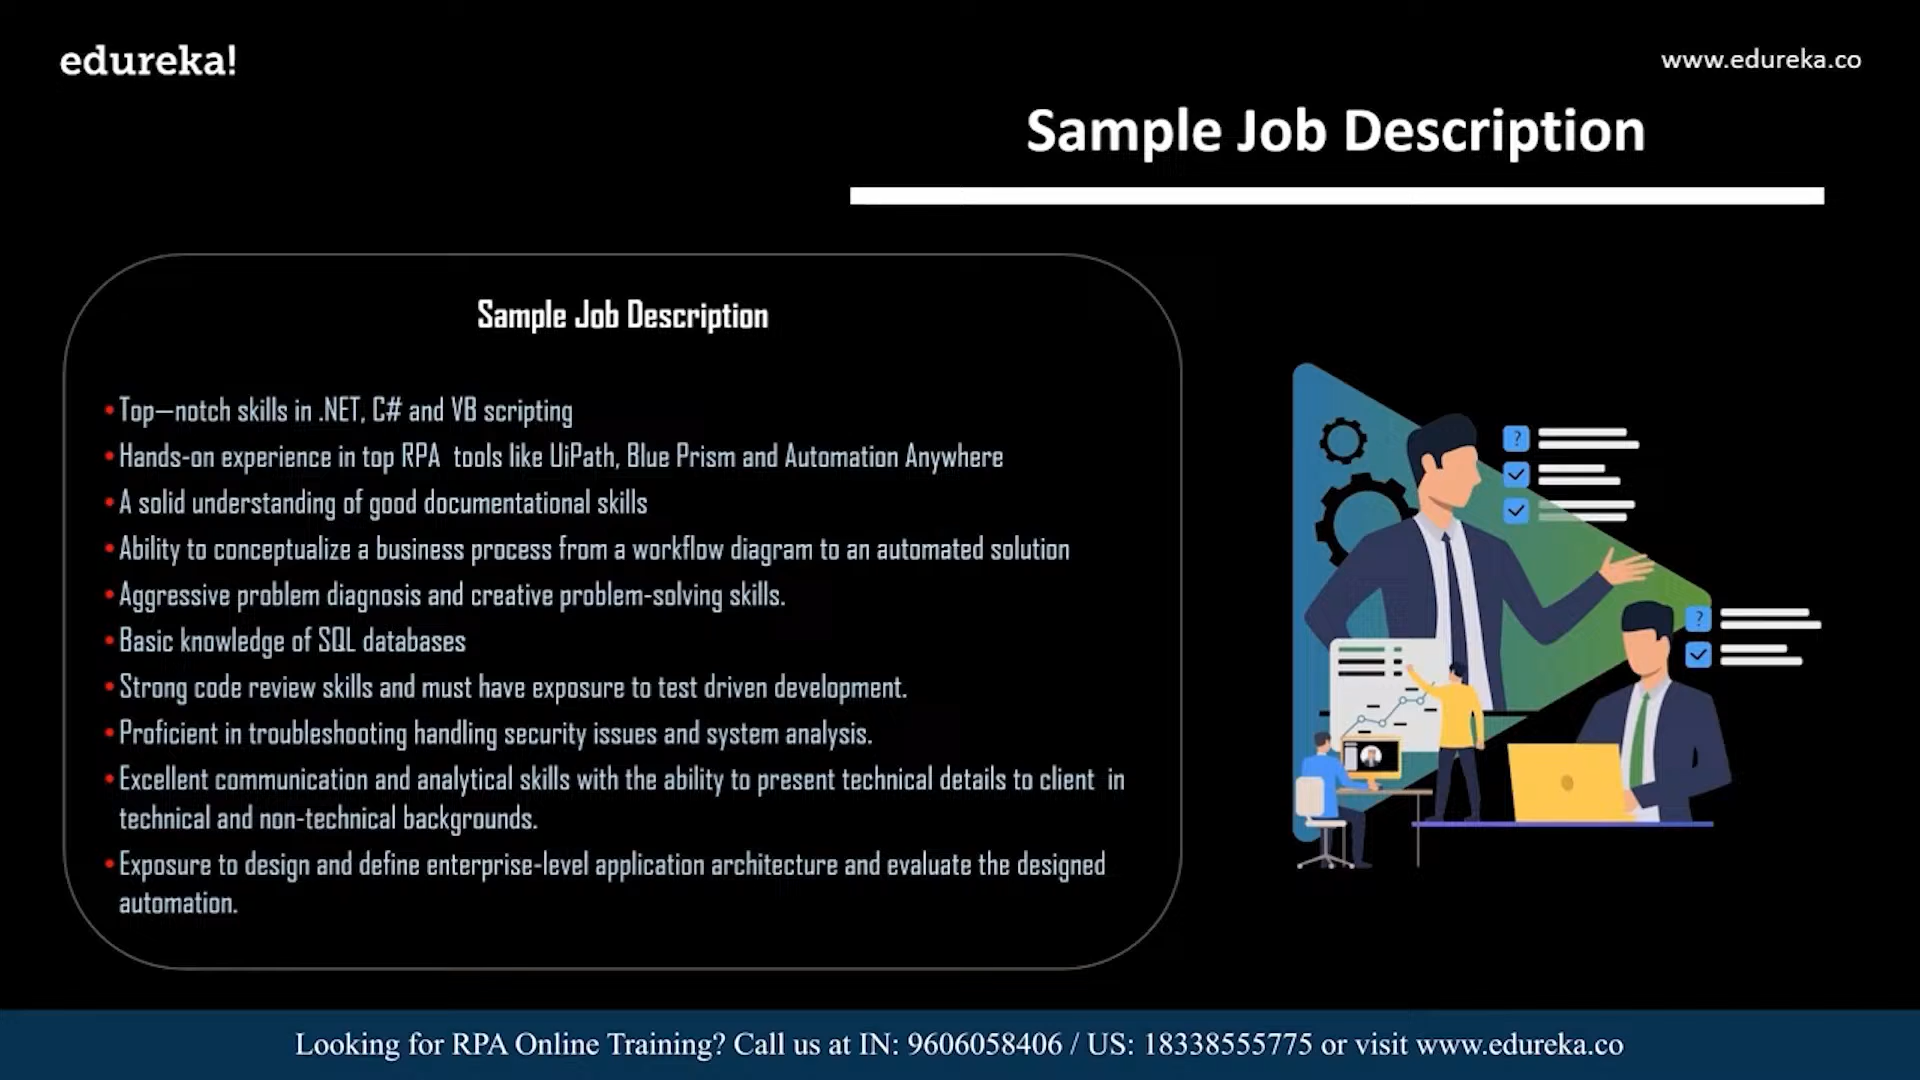 edureka!
www.edureka.co
Sample Job Description
Sample Job Description
•Top—notch skills in .NET, C# and VB scripting
•Hands-on experience in top RPA  tools like UiPath, Blue Prism and Automation Anywhere
•A solid understanding of good documentational skills
•Ability to conceptualize a business process from a workflow diagram to an automated solution
•Aggressive problem diagnosis and creative problem-solving skills.
•Basic knowledge of SQL databases
•Strong code review skills and must have exposure to test driven development.
•Proficient in troubleshooting handling security issues and system analysis.
•Excellent communication and analytical skills with the ability to present technical details to client  in
technical and non-technical backgrounds.
•Exposure to design and define enterprise-level application architecture and evaluate the designed
automation.
?
?
Looking for RPA Online Training? Call us at IN: 9606058406 / US: 18338555775 or visit www.edureka.co